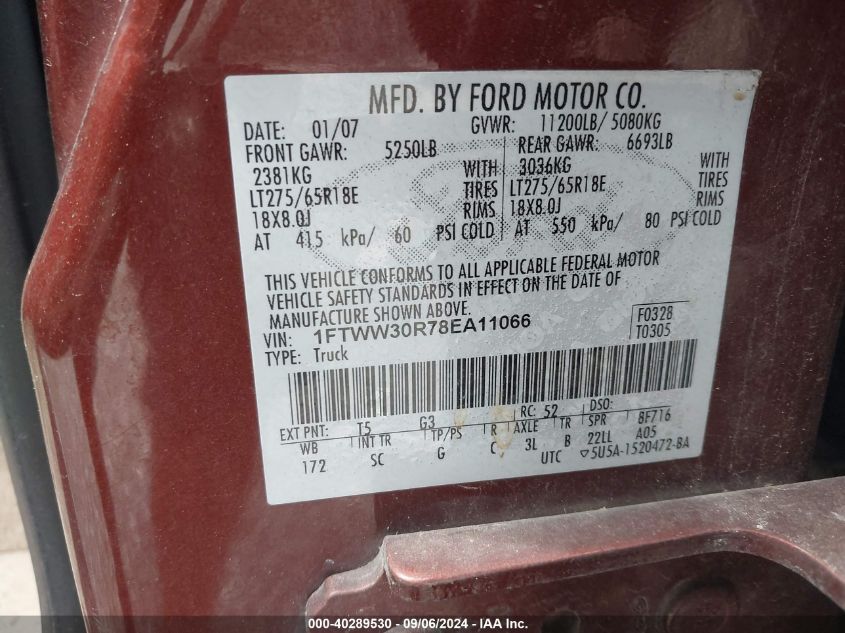 MFD. BY FORD MOTOR CO.
DATE: 01/07 GVWR: 11200LB/ 5080KG
FRONT GAWR: 5250LB REAR GAWR: 6693LB
2381KG WITH 3036KG WITH
LT275/65R18E TIRES LT275/65R18E TIRES
18X8.0J RIMS 18X8.0J RIMS
AT 415 kPa/ 60 PSI COLD AT 550 kPa/ 80 PSI COLD
THIS VEHICLE CONFORMS TO ALL APPLICABLE FEDERAL MOTOR
VEHICLE SAFETY STANDARDS IN EFFECT ON THE DATE OF
MANUFACTURE SHOWN ABOVE.
VIN: 1FTWW30R78EA11066 F0328
TYPE: Truck T0305
RC: 52 DSO:
EXT PNT: T5 G3 BF716
WB INT TR TP/PS R AXLE TR SPR A05
172 SC G C 3L B 22LL
UTC ▽5U5A-1520472-BA
100% - 40289530 - 09/06/2024 - IAA Inc.